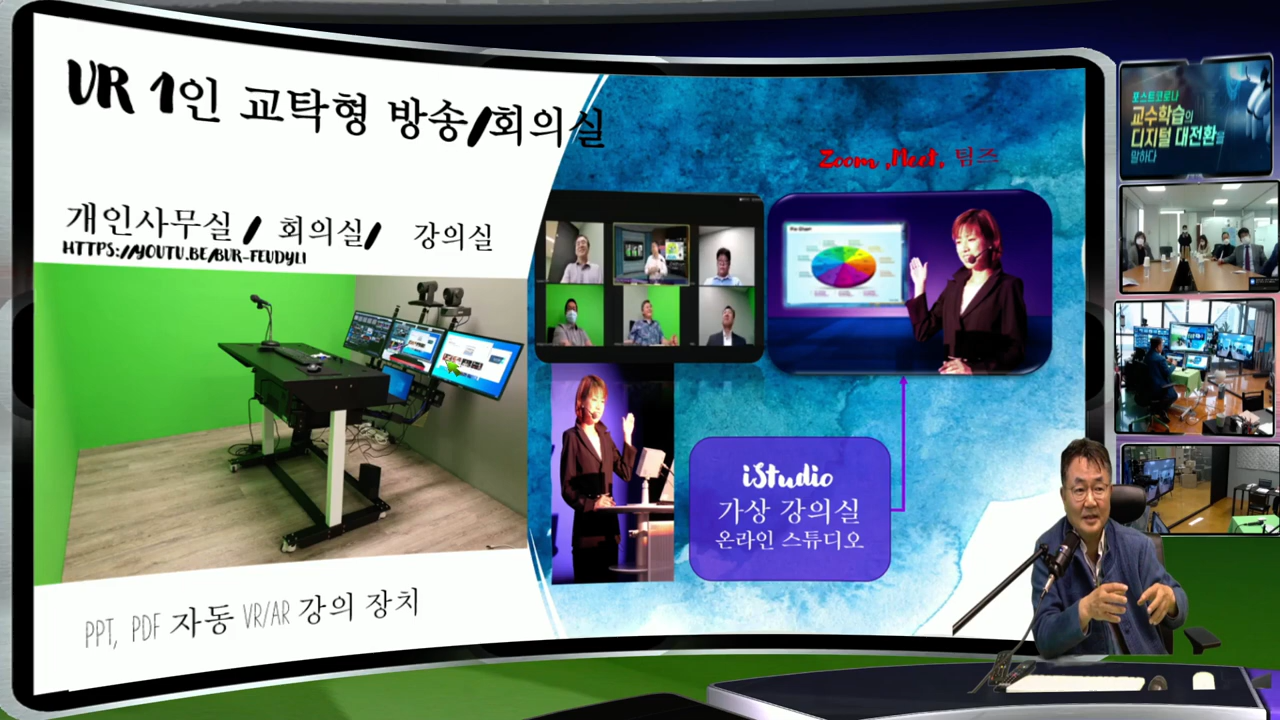 VR 1인 교탁형 방송/회의실
개인사무실 / 회의실/ 강의실
HTTPS://YOUTU.BE/BUR-FEUDYLI
PPT, PDF 자동 VR/AR 강의 장치
Zoom ,Meet, 팀즈
iStudio
가상 강의실
온라인 스튜디오
포스트코로나
교수학습의
디지털 대전환을
말하다